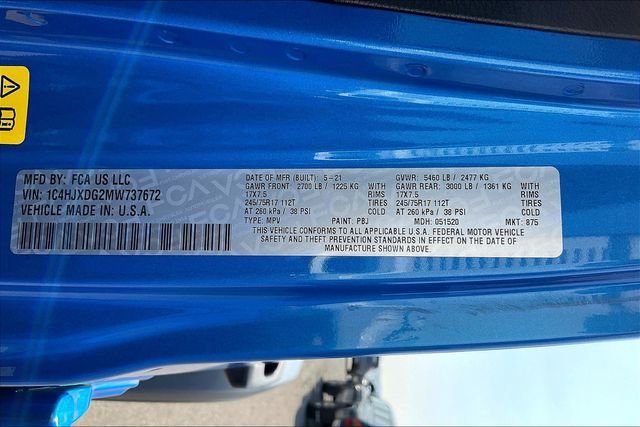 MFD BY: FCA US LLC
VIN: 1C4HJXDG2MW737672
VEHICLE MADE IN: U.S.A.
DATE OF MFR (BUILT): 5-21 GVWR: 5460 LB / 2477 KG
GAWR FRONT: 2700 LB / 1225 KG WITH GAWR REAR: 3000 LB / 1361 KG WITH
17X7.5 RIMS 17X7.5 RIMS
245/75R17 112T TIRES 245/75R17 112T TIRES
AT 260 kPa / 38 PSI COLD AT 260 kPa / 38 PSI COLD
TYPE: MPV PAINT: PBJ MDH: 051520 MKT: 875
THIS VEHICLE CONFORMS TO ALL APPLICABLE U.S.A. FEDERAL MOTOR VEHICLE
SAFETY AND THEFT PREVENTION STANDARDS IN EFFECT ON THE DATE OF
MANUFACTURE SHOWN ABOVE.